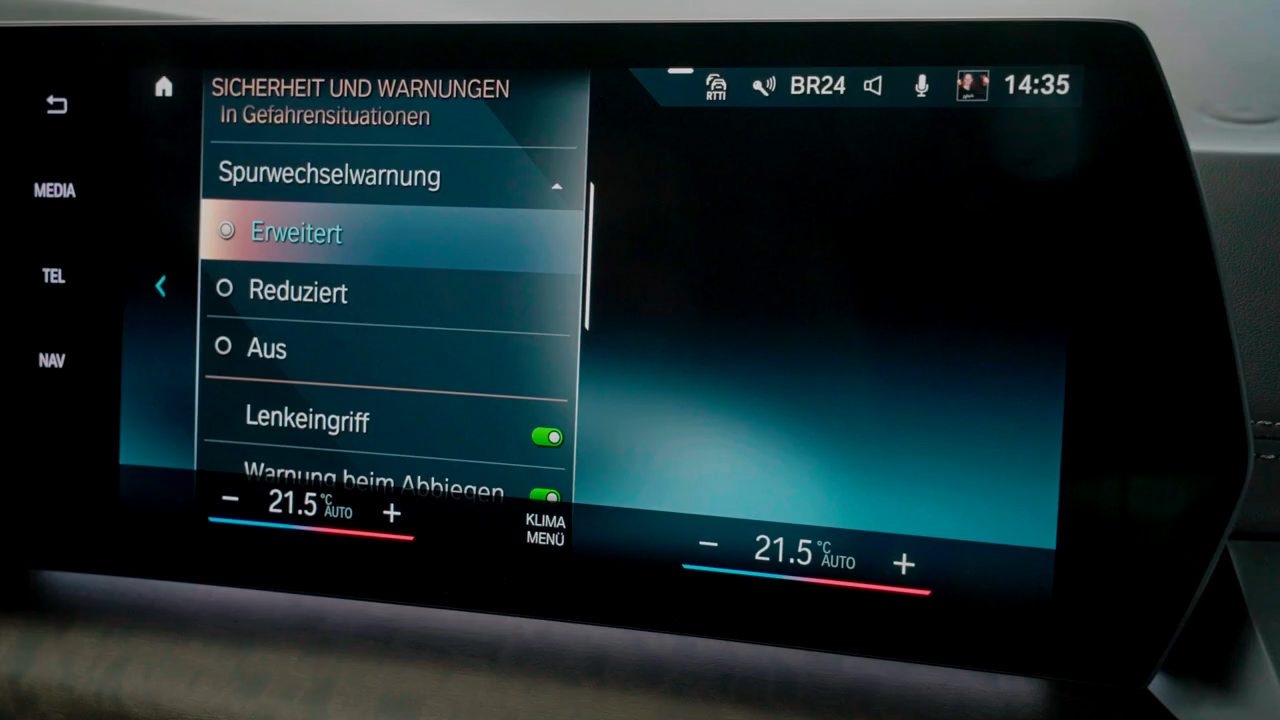 SICHERHEIT UND WARNUNGEN
In Gefahrensituationen
RTTI
BR24
14:35
MEDIA
TEL
NAV
Spurwechselwarnung
Erweitert
Reduziert
Aus
Lenkeingriff
Warnung beim Abbiegen
− 21.5 °C AUTO +
KLIMA
MENÜ
− 21.5 °C AUTO +